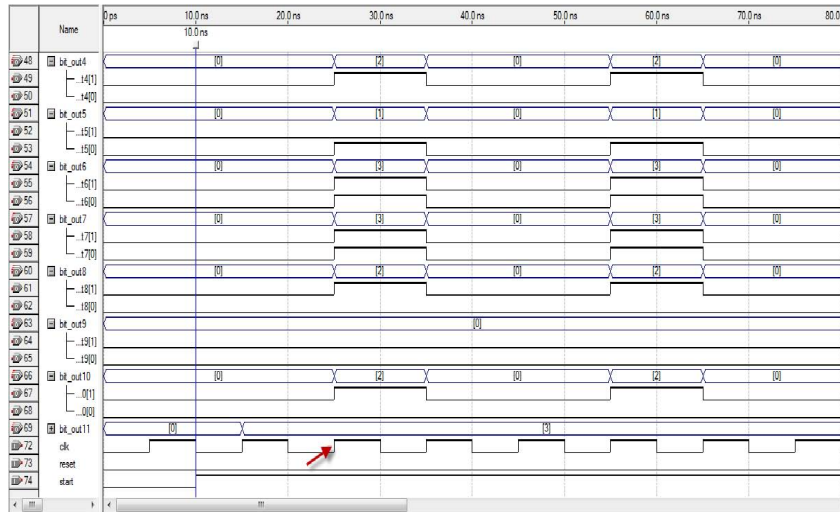 Name
0 ps 10.0 ns 20.0 ns 30.0 ns 40.0 ns 50.0 ns 60.0 ns 70.0 ns 80.0
10.0 ns
48 bit_out4 [0] [2] [0] [2] [0]
49 ...t4[1]
50 ...t4[0]
51 bit_out5 [0] [1] [0] [1] [0]
52 ...t5[1]
53 ...t5[0]
54 bit_out6 [0] [3] [0] [3] [0]
55 ...t6[1]
56 ...t6[0]
57 bit_out7 [0] [3] [0] [3] [0]
58 ...t7[1]
59 ...t7[0]
60 bit_out8 [0] [2] [0] [2] [0]
61 ...t8[1]
62 ...t8[0]
63 bit_out9 [0]
64 ...t9[1]
65 ...t9[0]
66 bit_out10 [0] [2] [0] [2] [0]
67 ...0[1]
68 ...0[0]
69 bit_out11 [0] [3]
72 clk
73 reset
74 start